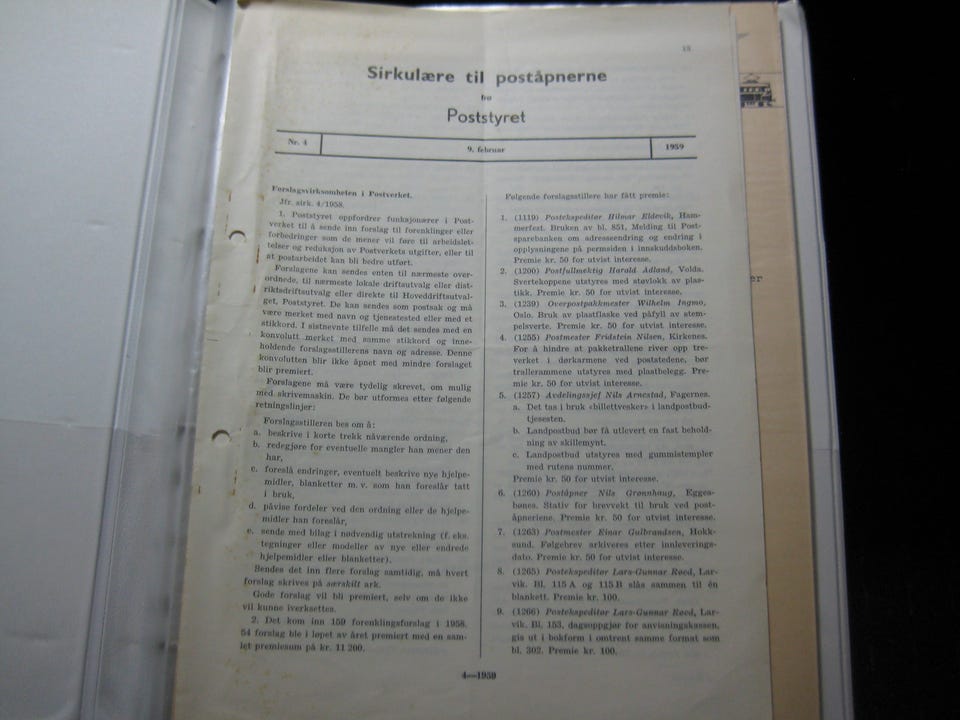 13
Sirkulære til poståpnerne
fra
Poststyret
Nr. 4
9. februar
1959
Forslagsvirksomheten i Postverket.
Jfr. sirk. 4/1958.
1. Poststyret oppfordrer funksjonærer i Post-
verket til å sende inn forslag til forenklinger eller
forbedringer som de mener vil føre til arbeidslet-
telser og reduksjon av Postverkets utgifter, eller til
at postarbeidet kan bli bedre utført.
Forslagene kan sendes enten til nærmeste over-
ordnede, til nærmeste lokale driftsutvalg eller dist-
riktsdriftsutvalg eller direkte til Hoveddriftsutval-
get, Poststyret. De kan sendes som postsak og må
være merket med navn og tjenestested eller med et
stikkord. I sistnevnte tilfelle må det sendes med en
konvolutt merket med samme stikkord og inne-
holdende forslagsstillerens navn og adresse. Denne
konvolutten blir ikke åpnet med mindre forslaget
blir premiert.
Forslagene må være tydelig skrevet, om mulig
med skrivemaskin. De bør utformes etter følgende
retningslinjer:
Forslagsstilleren bes om å:
a. beskrive i korte trekk nåværende ordning,
b. redegjøre for eventuelle mangler han mener den
har,
c. foreslå endringer, eventuelt beskrive nye hjelpe-
midler, blanketter m. v. som han foreslår tatt
i bruk,
d. påvise fordeler ved den ordning eller de hjelpe-
midler han foreslår,
e. sende med bilag i nødvendig utstrekning (f. eks.
tegninger eller modeller av nye eller endrede
hjelpemidler eller blanketter).
Sendes det inn flere forslag samtidig, må hvert
forslag skrives på særskilt ark.
Gode forslag vil bli premiert, selv om de ikke
vil kunne iverksettes.
2. Det kom inn 159 forenklingsforslag i 1958.
54 forslag ble i løpet av året premiert med en sam-
let premiesum på kr. 11 200.
Følgende forslagsstillere har fått premie:
1. (1119) Postekspeditør Hilmar Eldevik, Ham-
merfest. Bruken av bl. 851, Melding til Post-
sparebanken om adresseendring og endring i
opplysningene på permsiden i innskuddsboken.
Premie kr. 50 for utvist interesse.
2. (1200) Postfullmektig Harald Adland, Volda.
Svertekoppene utstyres med støvlokk av plas-
tikk. Premie kr. 50 for utvist interesse.
3. (1239) Overpostpakkmester Wilhelm Ingmo,
Oslo. Bruk av plastflaske ved påfyll av stem-
pelsverte. Premie kr. 50 for utvist interesse.
4. (1255) Postmester Fridstein Nilsen, Kirkenes.
For å hindre at pakketrallene river opp tre-
verket i dørkarmene ved poststedene, bør
trallerammene utstyres med plastbelegg. Pre-
mie kr. 50 for utvist interesse.
5. (1257) Avdelingssjef Nils Arnestad, Fagernes.
a. Det tas i bruk «billettvesker» i landpostbud-
tjenesten.
b. Landpostbud bør få utlevert en fast behold-
ning av skillemynt.
c. Landpostbud utstyres med gummistempler
med rutens nummer.
Premie kr. 50 for utvist interesse.
6. (1260) Poståpner Nils Grønnhaug, Eggea-
bønes. Stativ for brevvekt til bruk ved post-
åpneriene. Premie kr. 50 for utvist interesse.
7. (1263) Postmester Einar Gulbrandsen, Hokk-
sund. Følgebrev arkiveres etter innleverings-
dato. Premie kr. 50 for utvist interesse.
8. (1265) Postekspeditør Lars-Gunnar Røed, Lar-
vik. Bl. 115 A og 115 B slås sammen til én
blankett. Premie kr. 100.
9. (1266) Postekspeditør Lars-Gunnar Røed, Lar-
vik. Bl. 153, dagsoppgjør for anvisningskassen,
gis ut i bokform i omtrent samme format som
bl. 302. Premie kr. 100.
4—1959
er